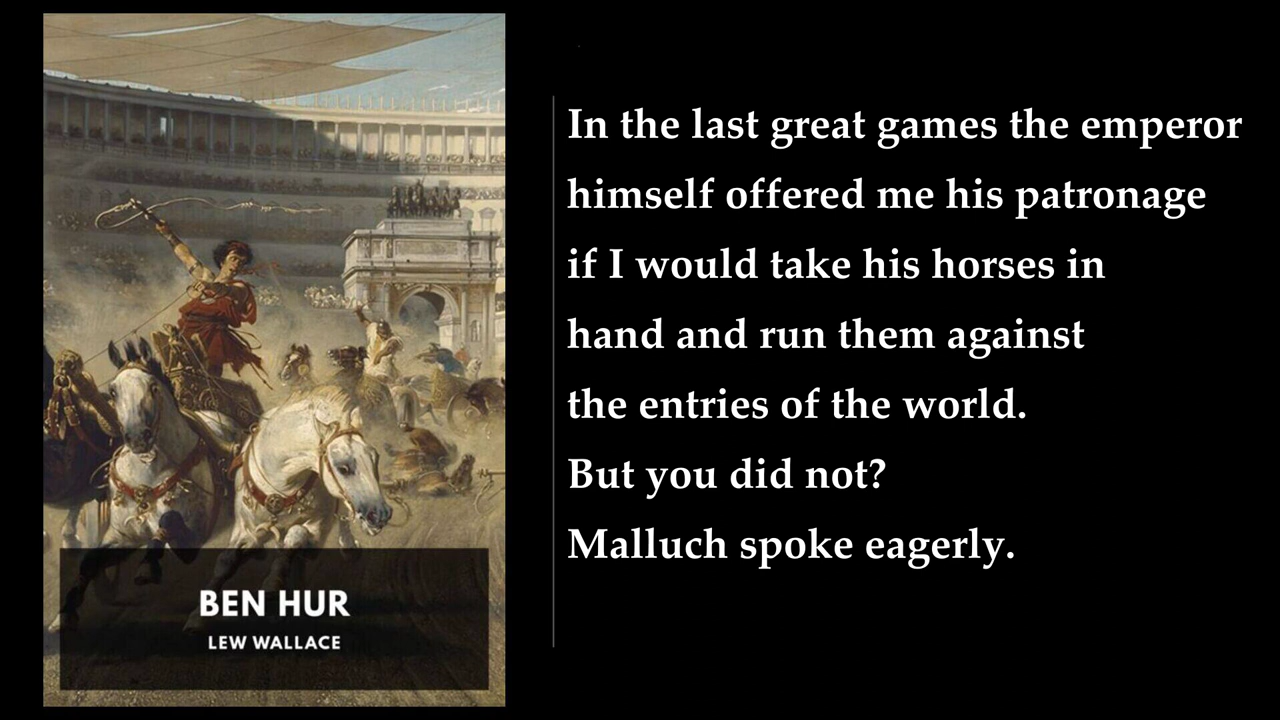 BEN HUR
LEW WALLACE
In the last great games the emperor
himself offered me his patronage
if I would take his horses in
hand and run them against
the entries of the world.
But you did not?
Malluch spoke eagerly.